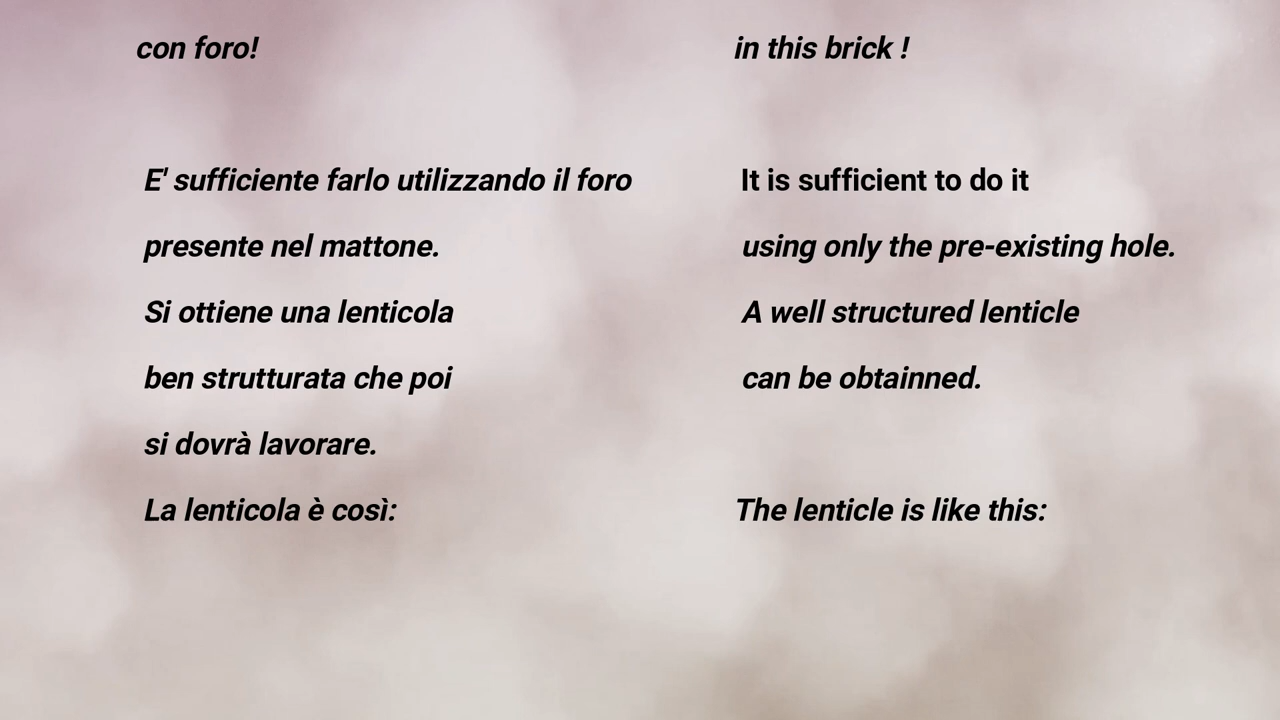 con foro!
E' sufficiente farlo utilizzando il foro
presente nel mattone.
Si ottiene una lenticola
ben strutturata che poi
si dovrà lavorare.
La lenticola è così:
in this brick !
It is sufficient to do it
using only the pre-existing hole.
A well structured lenticle
can be obtainned.
The lenticle is like this: